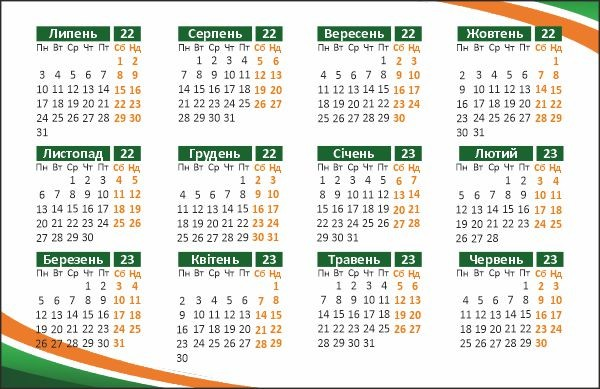 Липень 22
Пн Вт Ср Чт Пт Сб Нд
1 2
3 4 5 6 7 8 9
10 11 12 13 14 15 16
17 18 19 20 21 22 23
24 25 26 27 28 29 30
31
Серпень 22
Пн Вт Ср Чт Пт Сб Нд
1 2 3 4 5 6
7 8 9 10 11 12 13
14 15 16 17 18 19 20
21 22 23 24 25 26 27
28 29 30 31
Вересень 22
Пн Вт Ср Чт Пт Сб Нд
1 2 3
4 5 6 7 8 9 10
11 12 13 14 15 16 17
18 19 20 21 22 23 24
25 26 27 28 29 30
Жовтень 22
Пн Вт Ср Чт Пт Сб Нд
1
2 3 4 5 6 7 8
9 10 11 12 13 14 15
16 17 18 19 20 21 22
23 24 25 26 27 28 29
30 31
Листопад 22
Пн Вт Ср Чт Пт Сб Нд
1 2 3 4 5
6 7 8 9 10 11 12
13 14 15 16 17 18 19
20 21 22 23 24 25 26
27 28 29 30
Грудень 22
Пн Вт Ср Чт Пт Сб Нд
1 2 3
4 5 6 7 8 9 10
11 12 13 14 15 16 17
18 19 20 21 22 23 24
25 26 27 28 29 30 31
Січень 23
Пн Вт Ср Чт Пт Сб Нд
1 2 3 4 5 6 7
8 9 10 11 12 13 14
15 16 17 18 19 20 21
22 23 24 25 26 27 28
29 30 31
Лютий 23
Пн Вт Ср Чт Пт Сб Нд
1 2 3 4
5 6 7 8 9 10 11
12 13 14 15 16 17 18
19 20 21 22 23 24 25
26 27 28 29
Березень 23
Пн Вт Ср Чт Пт Сб Нд
1 2 3 4
5 6 7 8 9 10 11
12 13 14 15 16 17 18
19 20 21 22 23 24 25
26 27 28 29 30 31
Квітень 23
Пн Вт Ср Чт Пт Сб Нд
1
2 3 4 5 6 7 8
9 10 11 12 13 14 15
16 17 18 19 20 21 22
23 24 25 26 27 28 29
30
Травень 23
Пн Вт Ср Чт Пт Сб Нд
1 2 3 4 5 6
7 8 9 10 11 12 13
14 15 16 17 18 19 20
21 22 23 24 25 26 27
28 29 30 31
Червень 23
Пн Вт Ср Чт Пт Сб Нд
1 2 3
4 5 6 7 8 9 10
11 12 13 14 15 16 17
18 19 20 21 22 23 24
25 26 27 28 29 30